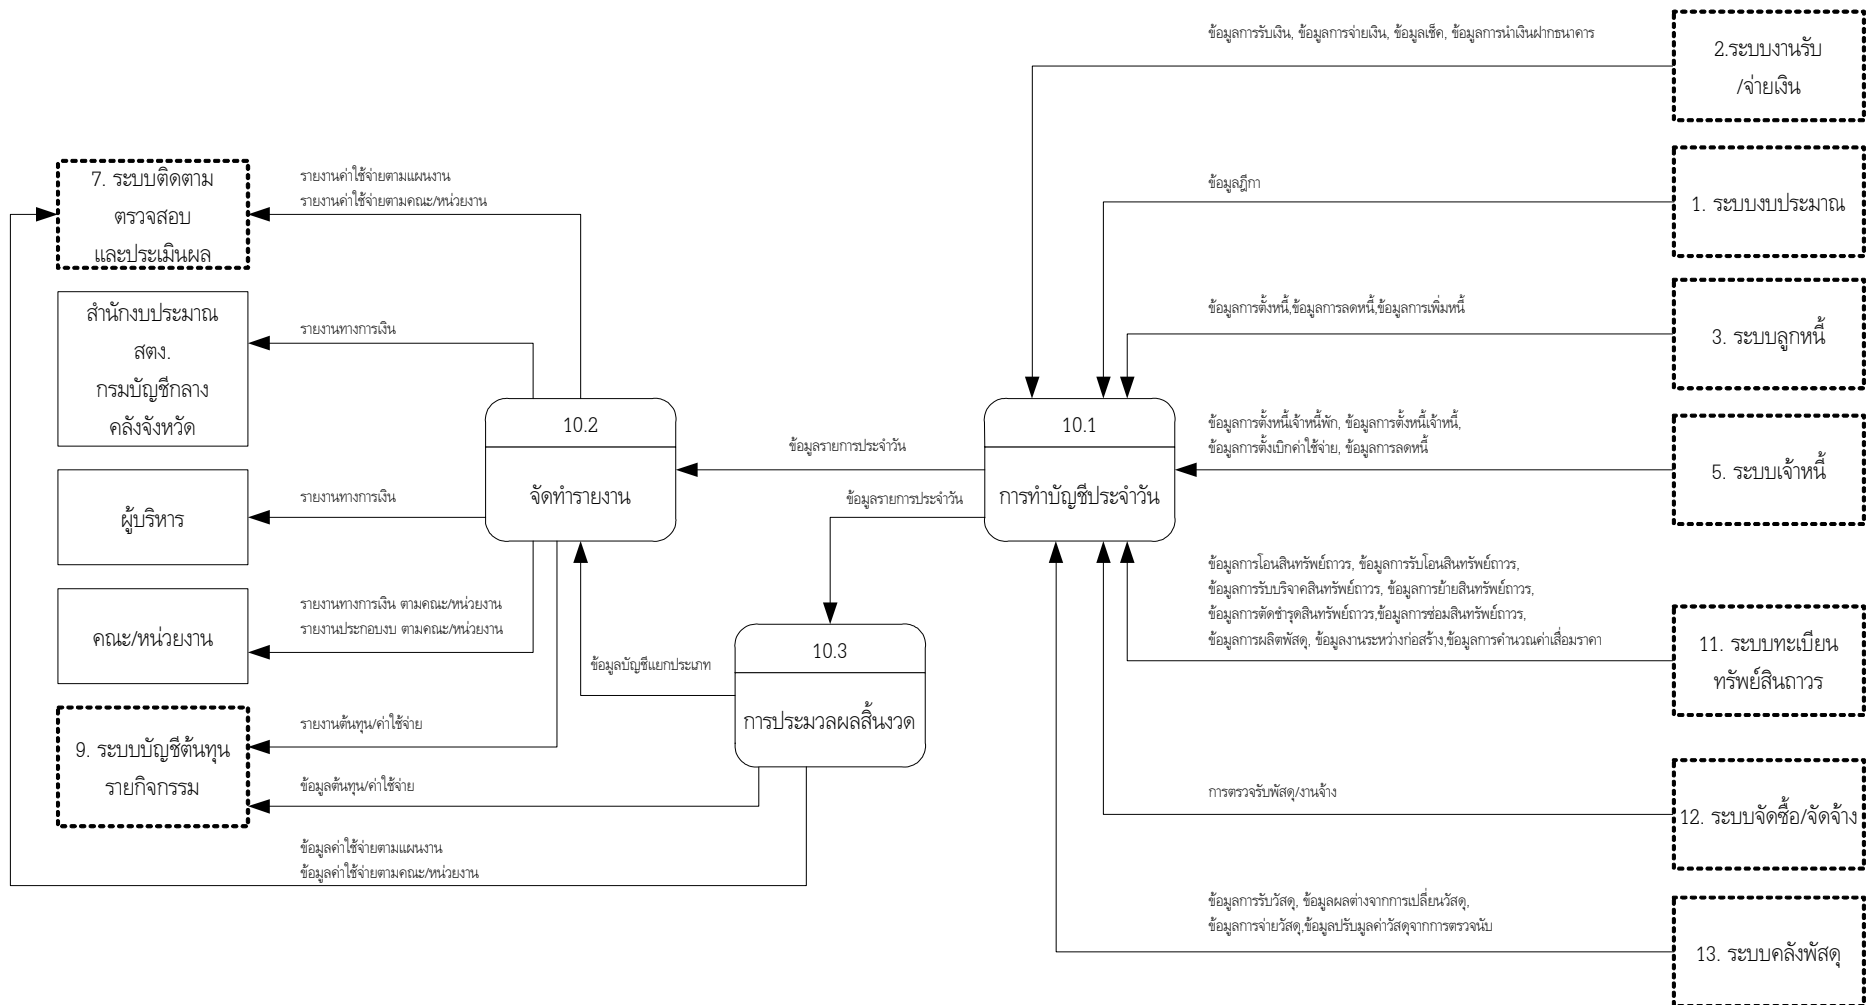 ข้อมูลการรับเงิน, ข้อมูลการจ่ายเงิน, ข้อมูลเช็ค, ข้อมูลการนำเงินฝากธนาคาร
2.ระบบงานรับ
/จ่ายเงิน
7. ระบบติดตาม
ตรวจสอบ
และประเมินผล
รายงานค่าใช้จ่ายตามแผนงาน
รายงานค่าใช้จ่ายตามคณะ/หน่วยงาน
ข้อมูลฎีกา
1. ระบบงบประมาณ
สำนักงบประมาณ
สตง.
กรมบัญชีกลาง
คลังจังหวัด
รายงานทางการเงิน
ข้อมูลการตั้งหนี้,ข้อมูลการลดหนี้,ข้อมูลการเพิ่มหนี้
3. ระบบลูกหนี้
10.2
จัดทำรายงาน
ข้อมูลรายการประจำวัน
ข้อมูลรายการประจำวัน
10.1
การทำบัญชีประจำวัน
ข้อมูลการตั้งหนี้เจ้าหนี้พัก, ข้อมูลการตั้งหนี้เจ้าหนี้,
ข้อมูลการตั้งเบิกค่าใช้จ่าย, ข้อมูลการลดหนี้
5. ระบบเจ้าหนี้
ผู้บริหาร
รายงานทางการเงิน
ข้อมูลการโอนสินทรัพย์ถาวร, ข้อมูลการรับโอนสินทรัพย์ถาวร,
ข้อมูลการรับบริจาคสินทรัพย์ถาวร, ข้อมูลการย้ายสินทรัพย์ถาวร,
ข้อมูลการตัดชำรุดสินทรัพย์ถาวร,ข้อมูลการซ่อมสินทรัพย์ถาวร,
ข้อมูลการผลิตพัสดุ, ข้อมูลงานระหว่างก่อสร้าง,ข้อมูลการคำนวณค่าเสื่อมราคา
11. ระบบทะเบียน
ทรัพย์สินถาวร
คณะ/หน่วยงาน
รายงานทางการเงิน ตามคณะ/หน่วยงาน
รายงานประกอบงบ ตามคณะ/หน่วยงาน
ข้อมูลบัญชีแยกประเภท
10.3
การประมวลผลสิ้นงวด
9. ระบบบัญชีต้นทุน
รายกิจกรรม
รายงานต้นทุน/ค่าใช้จ่าย
ข้อมูลต้นทุน/ค่าใช้จ่าย
การตรวจรับพัสดุ/งานจ้าง
12. ระบบจัดซื้อ/จัดจ้าง
ข้อมูลค่าใช้จ่ายตามแผนงาน
ข้อมูลค่าใช้จ่ายตามคณะ/หน่วยงาน
ข้อมูลการรับวัสดุ, ข้อมูลผลต่างจากการเปลี่ยนวัสดุ,
ข้อมูลการจ่ายวัสดุ,ข้อมูลปรับมูลค่าวัสดุจากการตรวจนับ
13. ระบบคลังพัสดุ